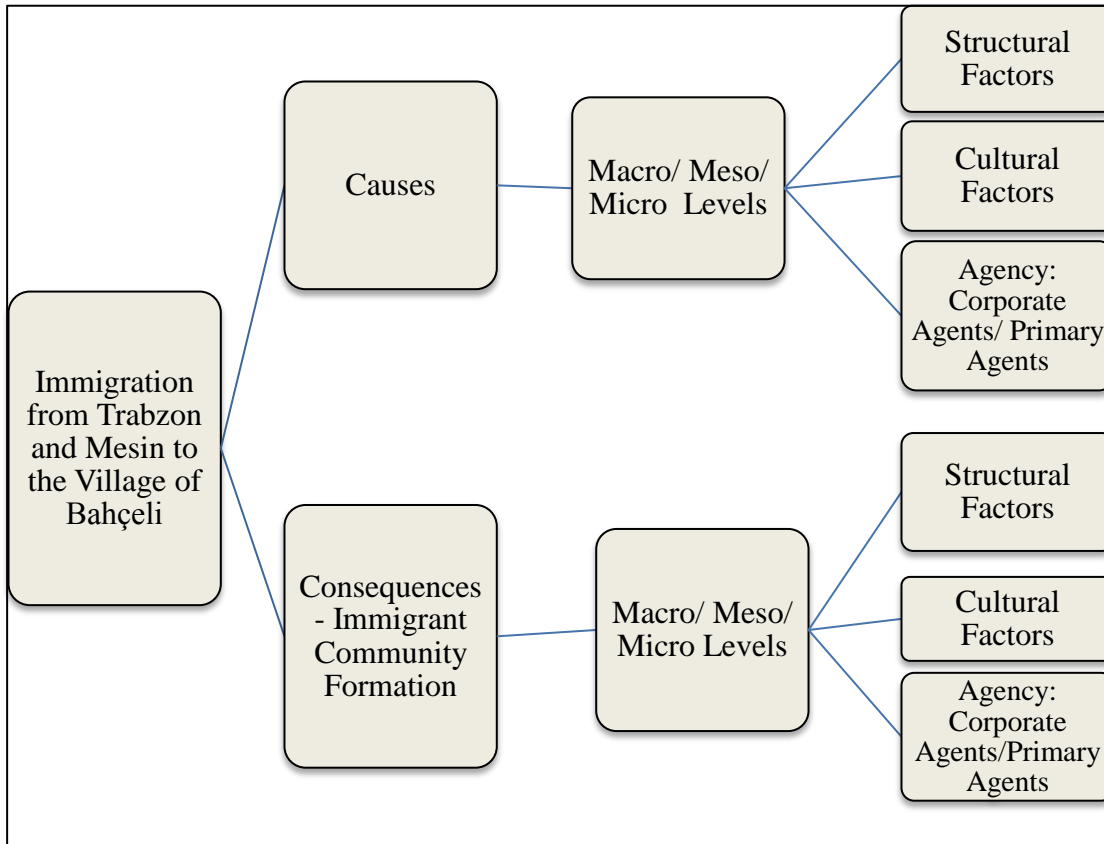 Immigration
from Trabzon
and Mesin to
the Village of
Bahçeli
Causes
Macro/ Meso/
Micro Levels
Structural
Factors
Cultural
Factors
Agency:
Corporate
Agents/ Primary
Agents
Consequences
- Immigrant
Community
Formation
Macro/ Meso/
Micro Levels
Structural
Factors
Cultural
Factors
Agency:
Corporate
Agents/Primary
Agents